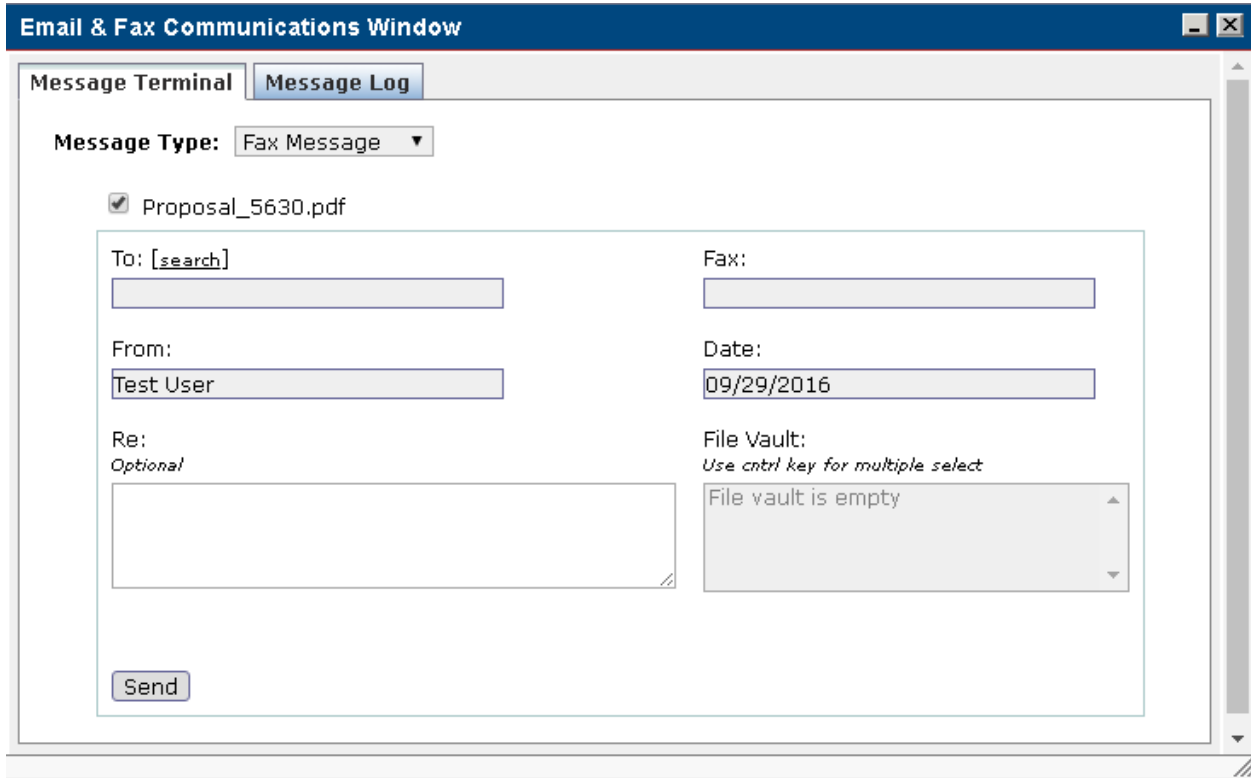 Email & Fax Communications Window
Message Terminal Message Log
Message Type: Fax Message
Proposal_5630.pdf
To: [search] Fax:
From: Date:
Test User 09/29/2016
Re: File Vault:
Optional Use cntrl key for multiple select
File vault is empty
Send